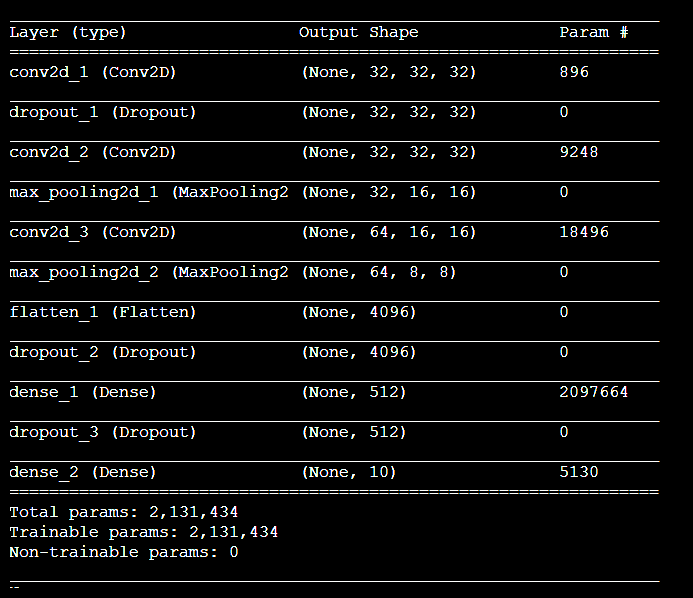 Layer (type) Output Shape Param #
conv2d_1 (Conv2D) (None, 32, 32, 32) 896
dropout_1 (Dropout) (None, 32, 32, 32) 0
conv2d_2 (Conv2D) (None, 32, 32, 32) 9248
max_pooling2d_1 (MaxPooling2 (None, 32, 16, 16) 0
conv2d_3 (Conv2D) (None, 64, 16, 16) 18496
max_pooling2d_2 (MaxPooling2 (None, 64, 8, 8) 0
flatten_1 (Flatten) (None, 4096) 0
dropout_2 (Dropout) (None, 4096) 0
dense_1 (Dense) (None, 512) 2097664
dropout_3 (Dropout) (None, 512) 0
dense_2 (Dense) (None, 10) 5130
Total params: 2,131,434
Trainable params: 2,131,434
Non-trainable params: 0